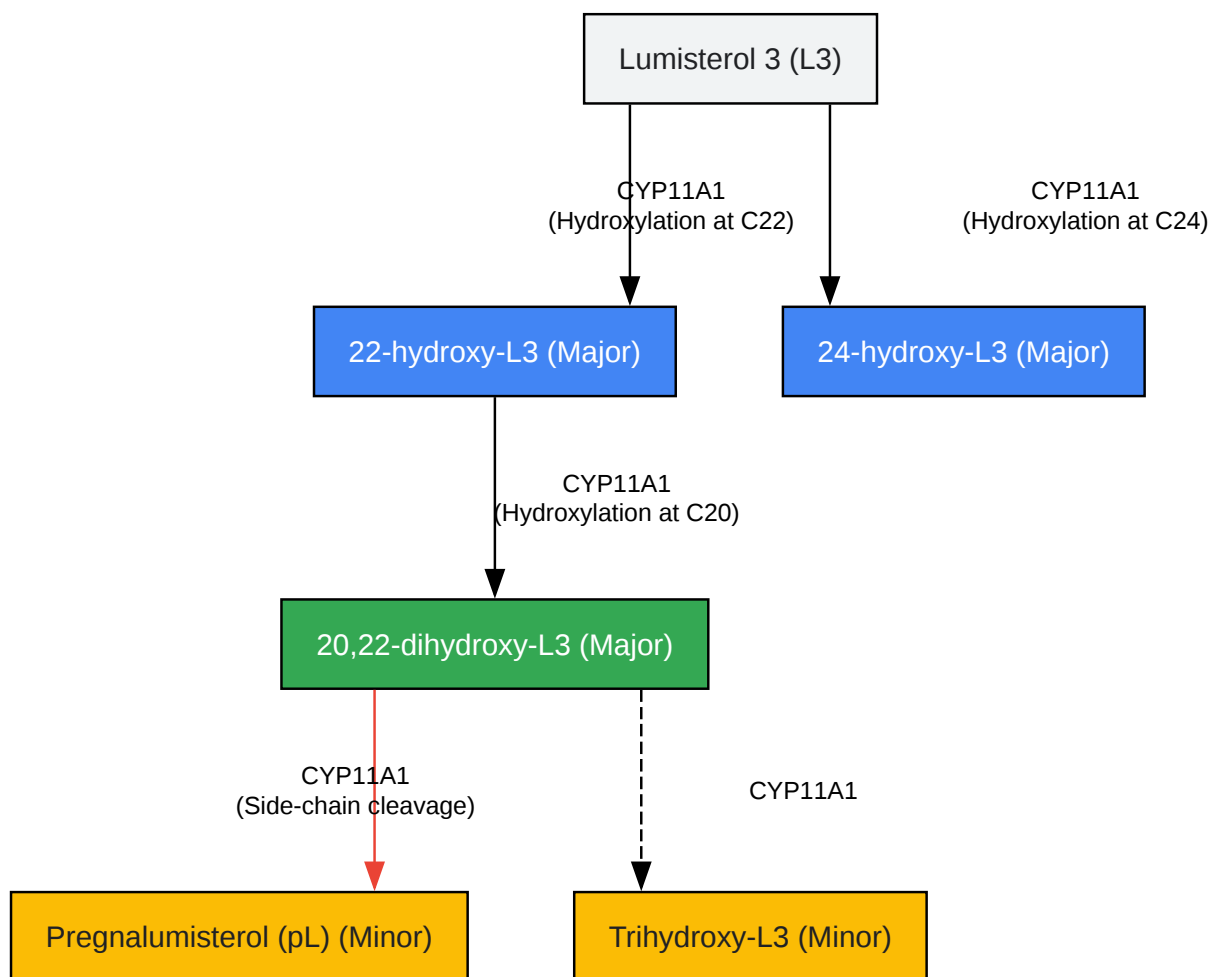 Lumisterol 3 (L3)
CYP11A1
(Hydroxylation at C22)
CYP11A1
(Hydroxylation at C24)
22-hydroxy-L3 (Major)
24-hydroxy-L3 (Major)
CYP11A1
(Hydroxylation at C20)
20,22-dihydroxy-L3 (Major)
CYP11A1
(Side-chain cleavage)
CYP11A1
Pregnalumisterol (pL) (Minor)
Trihydroxy-L3 (Minor)